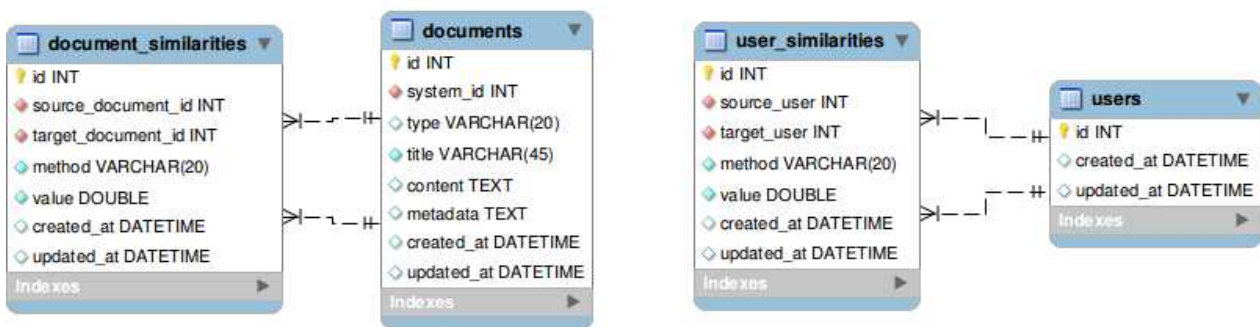 document_similarities
id INT
source_document_id INT
target_document_id INT
method VARCHAR(20)
value DOUBLE
created_at DATETIME
updated_at DATETIME
Indexes
documents
id INT
system_id INT
type VARCHAR(20)
title VARCHAR(45)
content TEXT
metadata TEXT
created_at DATETIME
updated_at DATETIME
Indexes
user_similarities
id INT
source_user INT
target_user INT
method VARCHAR(20)
value DOUBLE
created_at DATETIME
updated_at DATETIME
Indexes
users
id INT
created_at DATETIME
updated_at DATETIME
Indexes